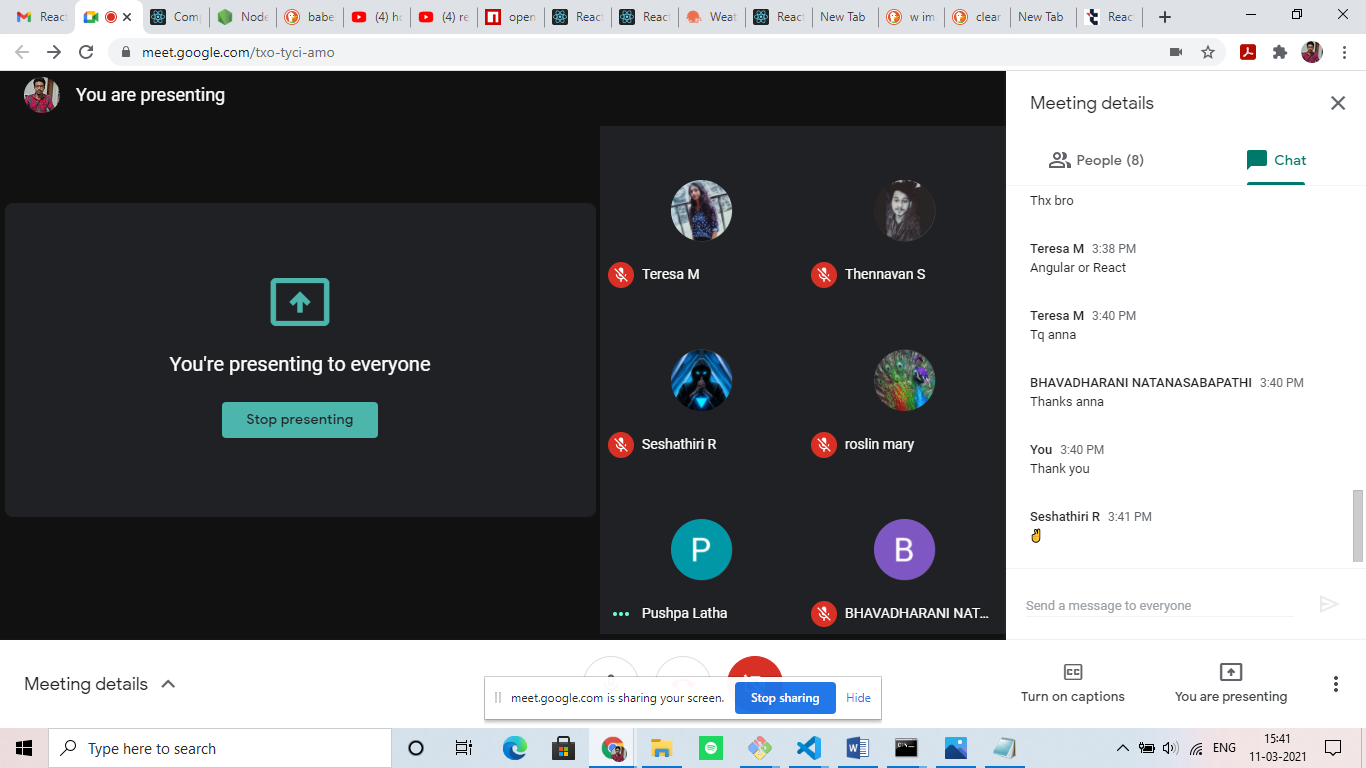 React
Comp
Node
babe
(4) ho
(4) re
open
React
React
Weat
React
New Tab
w im
clear
New Tab
Reac
meet.google.com/txo-tyci-amo
You are presenting
You're presenting to everyone
Stop presenting
Teresa M
Thennavan S
Seshathiri R
roslin mary
P
B
Pushpa Latha
BHAVADHARANI NAT...
Meeting details
People (8)
Chat
Thx bro
Teresa M 3:38 PM
Angular or React
Teresa M 3:40 PM
Tq anna
BHAVADHARANI NATANASABAPATHI 3:40 PM
Thanks anna
You 3:40 PM
Thank you
Seshathiri R 3:41 PM
✌
Send a message to everyone
Meeting details
meet.google.com is sharing your screen.
Stop sharing
Hide
CC
Turn on captions
You are presenting
Type here to search
ENG
15:41
11-03-2021